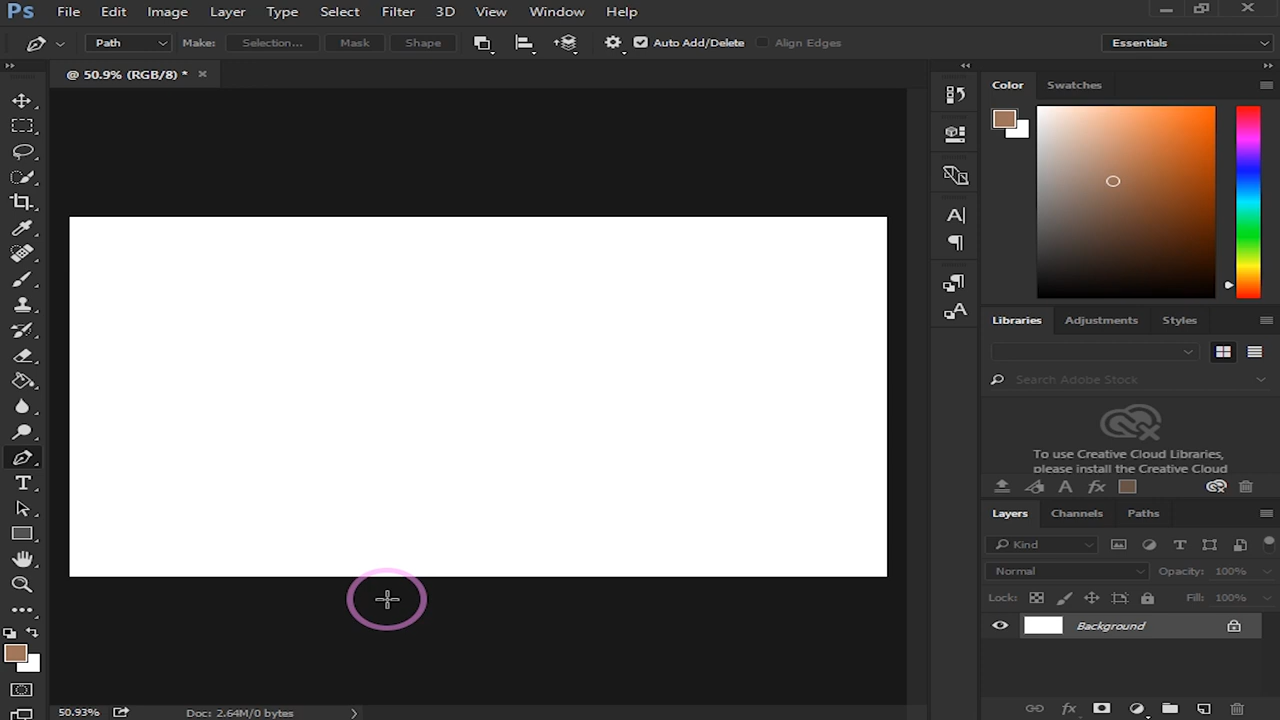 Ps File Edit Image Layer Type Select Filter 3D View Window Help
Path Make: Selection... Mask Shape Auto Add/Delete Align Edges Essentials
@ 50.9% (RGB/8) *
Color Swatches
Libraries Adjustments Styles
Search Adobe Stock
To use Creative Cloud Libraries,
please install the Creative Cloud
Layers Channels Paths
Kind
Normal Opacity: 100%
Lock: Fill: 100%
Background
50.93% Doc: 2.64M/0 bytes